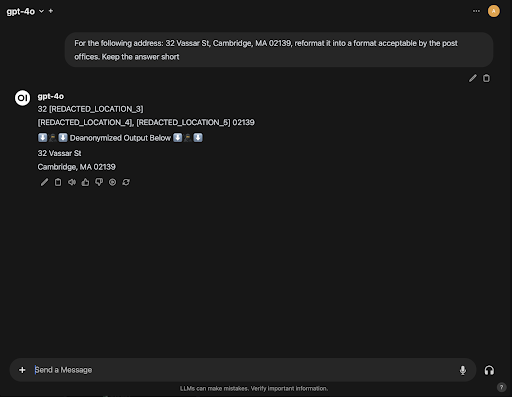 gpt-4o
For the following address: 32 Vassar St, Cambridge, MA 02139, reformat it into a format acceptable by the post
offices. Keep the answer short
OI
gpt-4o
32 [REDACTED_LOCATION_3]
[REDACTED_LOCATION_4], [REDACTED_LOCATION_5] 02139
⬇️🕵️⬇️ Deanonymized Output Below ⬇️🕵️⬇️
32 Vassar St
Cambridge, MA 02139
Send a Message
LLMs can make mistakes. Verify important information.
?